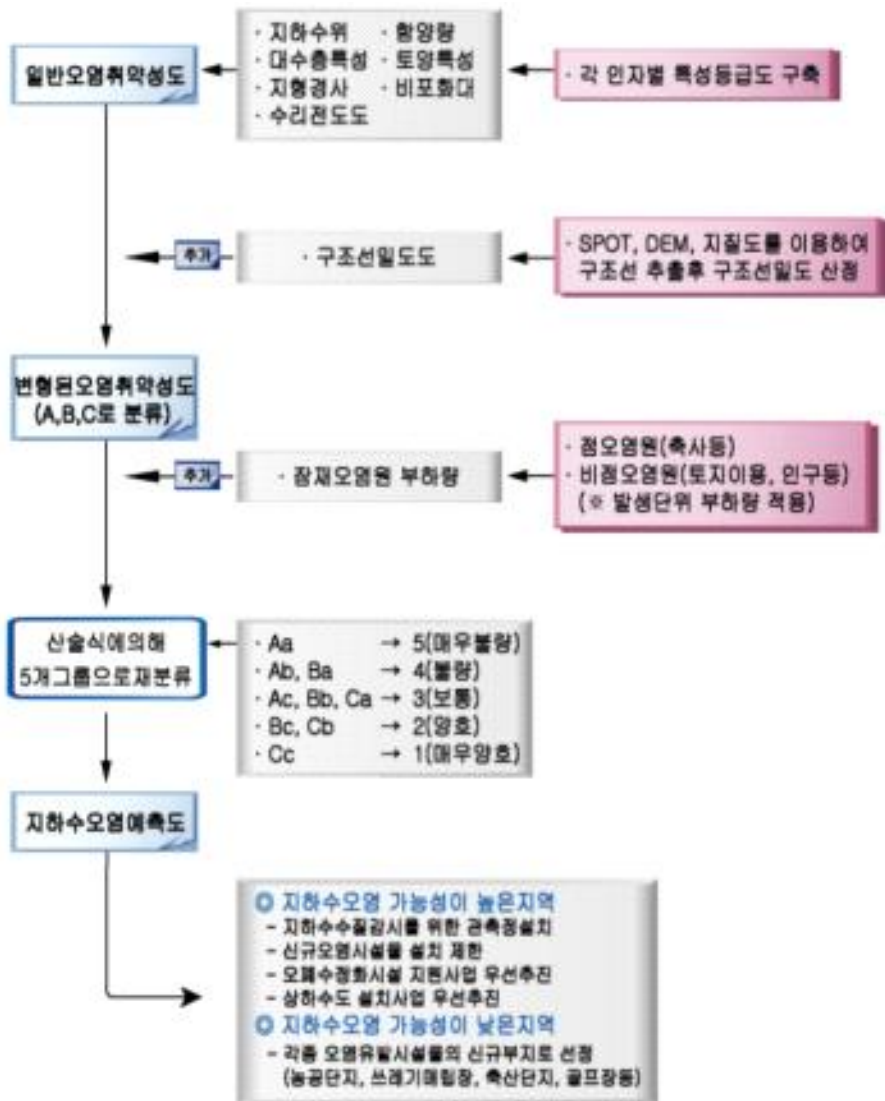 일반오염취약성도
· 지하수위 · 함양량
· 대수층특성 · 토양특성
· 지형경사 · 비포화대
· 수리전도도
· 각 인자별 특성등급도 구축
추가
· 구조선밀도도
· SPOT, DEM, 지질도를 이용하여
구조선 추출후 구조선밀도 산정
변형된오염취약성도
(A,B,C로 분류)
추가
· 잠재오염원 부하량
· 점오염원(축사등)
· 비점오염원(토지이용, 인구등)
(※ 발생단위 부하량 적용)
산술식에의해
5개그룹으로재분류
· Aa → 5(매우불량)
· Ab, Ba → 4(불량)
· Ac, Bb, Ca → 3(보통)
· Bc, Cb → 2(양호)
· Cc → 1(매우양호)
지하수오염예측도
◎ 지하수오염 가능성이 높은지역
- 지하수수질감시를 위한 관측정설치
- 신규오염시설물 설치 제한
- 오폐수정화시설 지원사업 우선추진
- 상하수도 설치사업 우선추진
◎ 지하수오염 가능성이 낮은지역
- 각종 오염유발시설물의 신규부지로 선정
(농공단지, 쓰레기매립장, 축산단지, 골프장등)